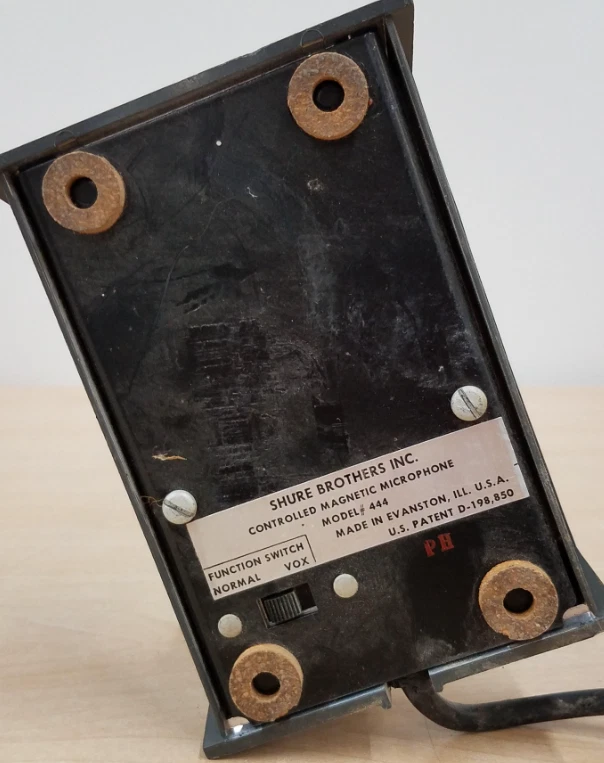 SHURE BROTHERS INC.
CONTROLLED MAGNETIC MICROPHONE
MODEL# 444
MADE IN EVANSTON, ILL. U.S.A.
U.S. PATENT D-198,850
FUNCTION SWITCH
NORMAL VOX
PH